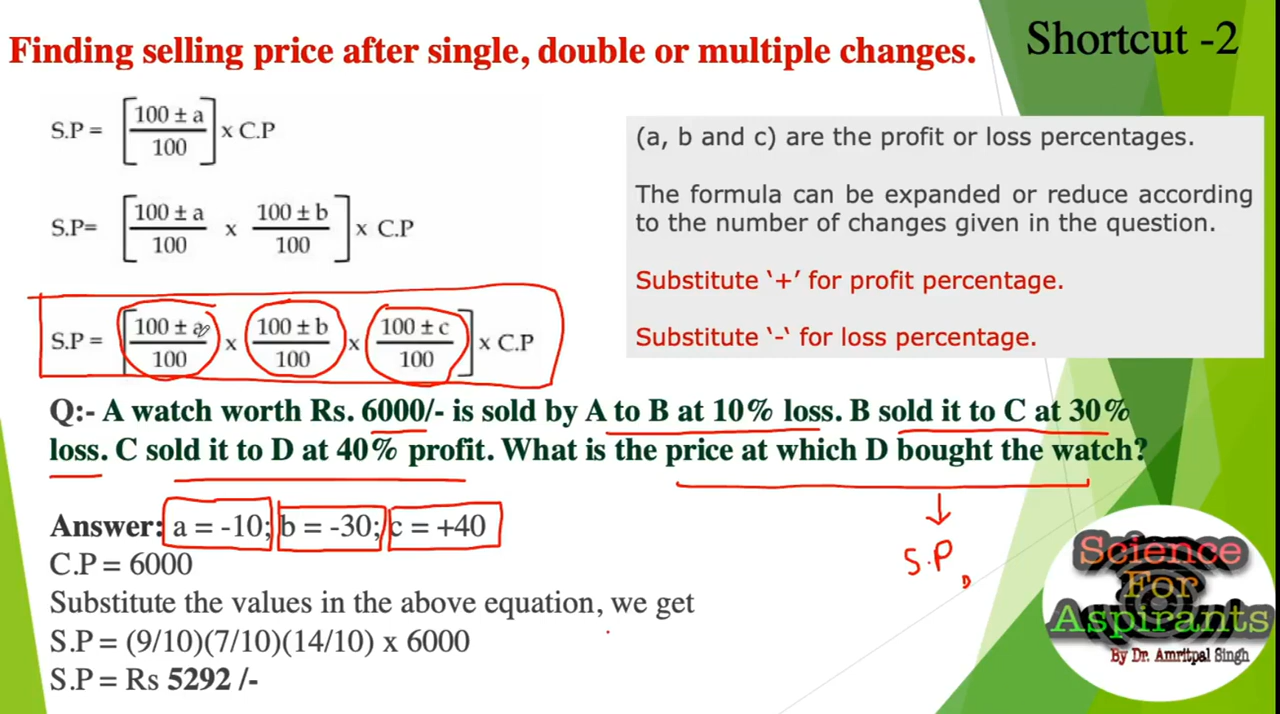 Finding selling price after single, double or multiple changes.
Shortcut -2
S.P = [100 ± a / 100] x C.P
S.P= [100 ± a / 100 x 100 ± b / 100] x C.P
S.P = [100 ± a / 100 x 100 ± b / 100 x 100 ± c / 100] x C.P
(a, b and c) are the profit or loss percentages.
The formula can be expanded or reduce according
to the number of changes given in the question.
Substitute ‘+’ for profit percentage.
Substitute ‘-‘ for loss percentage.
Q:- A watch worth Rs. 6000/- is sold by A to B at 10% loss. B sold it to C at 30%
loss. C sold it to D at 40% profit. What is the price at which D bought the watch?
Answer: a = -10; b = -30; c = +40
C.P = 6000
Substitute the values in the above equation, we get
S.P = (9/10)(7/10)(14/10) x 6000
S.P = Rs 5292 /-
S.P
D
Science
For
Aspirants
By Dr. Amritpal Singh